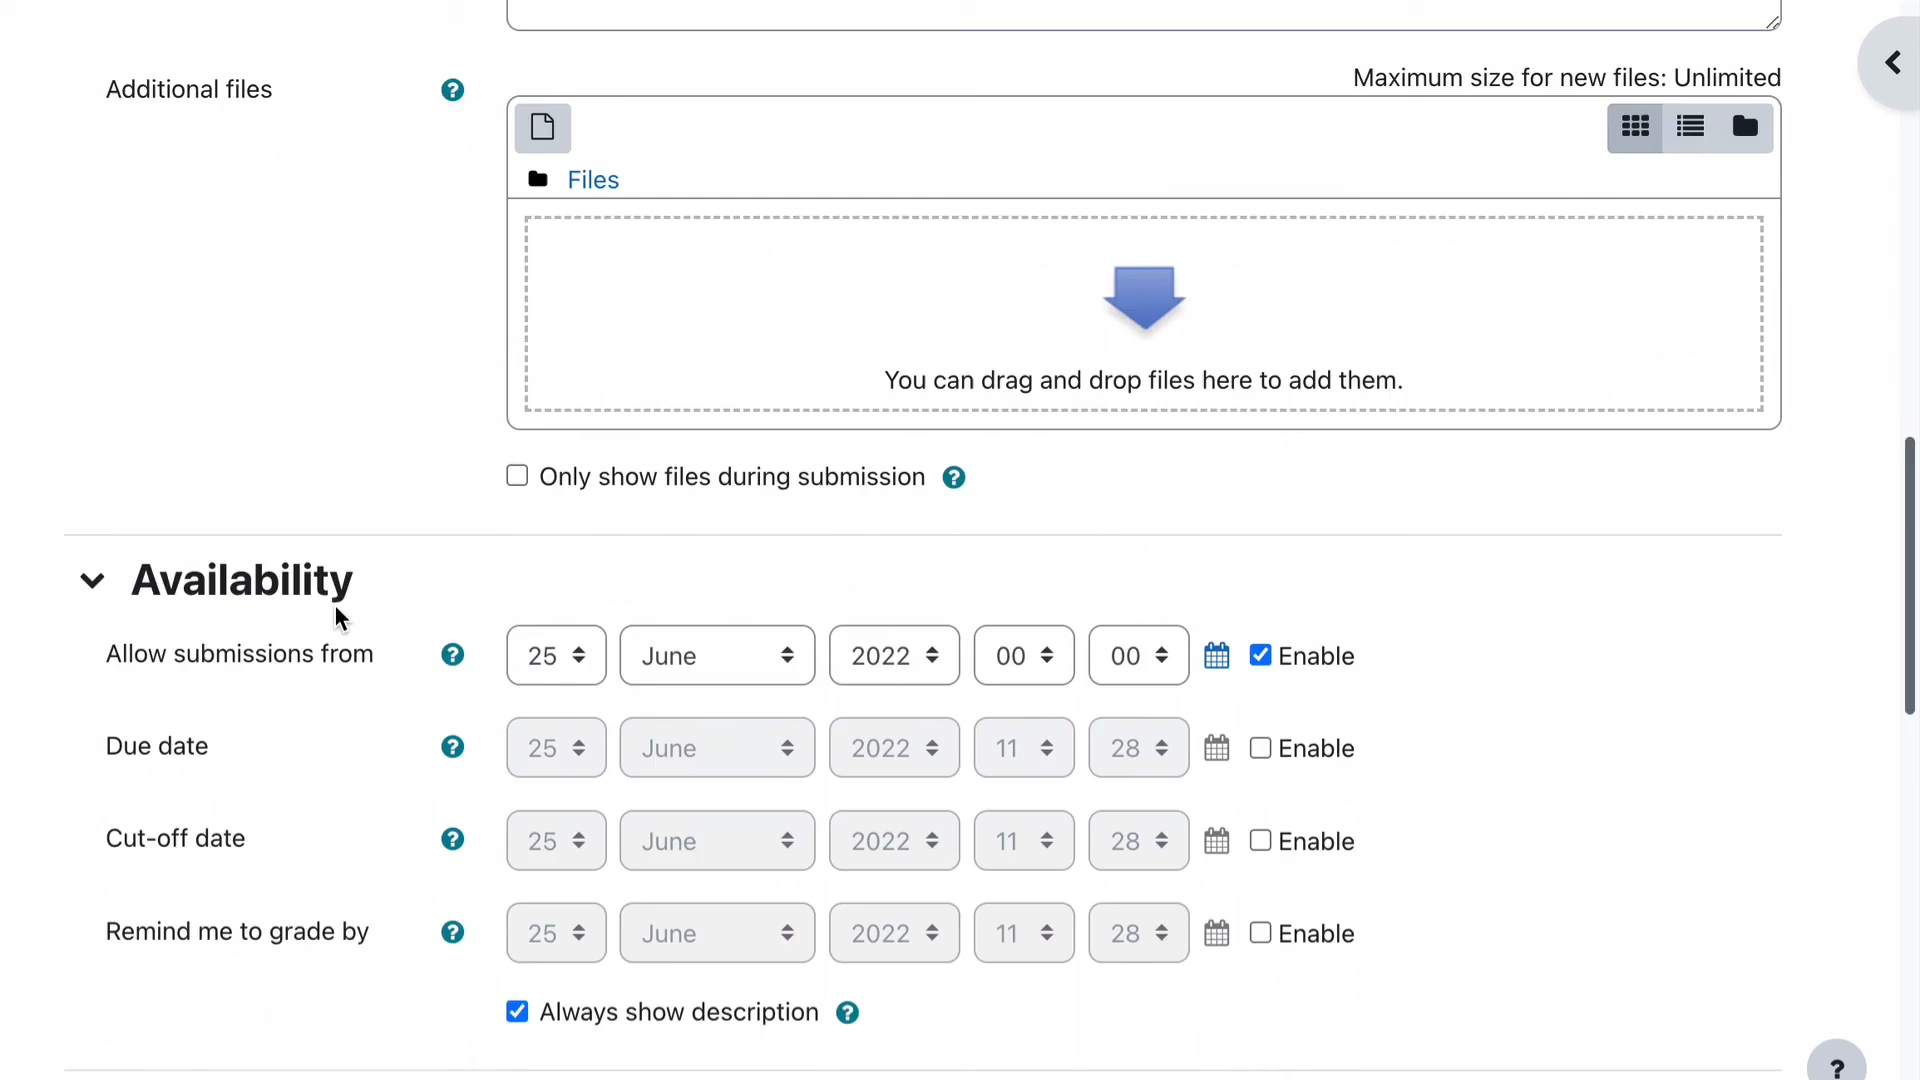 Maximum size for new files: Unlimited
Additional files ?
Files
You can drag and drop files here to add them.
Only show files during submission ?
Availability
Allow submissions from ? 25 June 2022 00 00 Enable
Due date ? 25 June 2022 11 28 Enable
Cut-off date ? 25 June 2022 11 28 Enable
Remind me to grade by ? 25 June 2022 11 28 Enable
Always show description ?
?